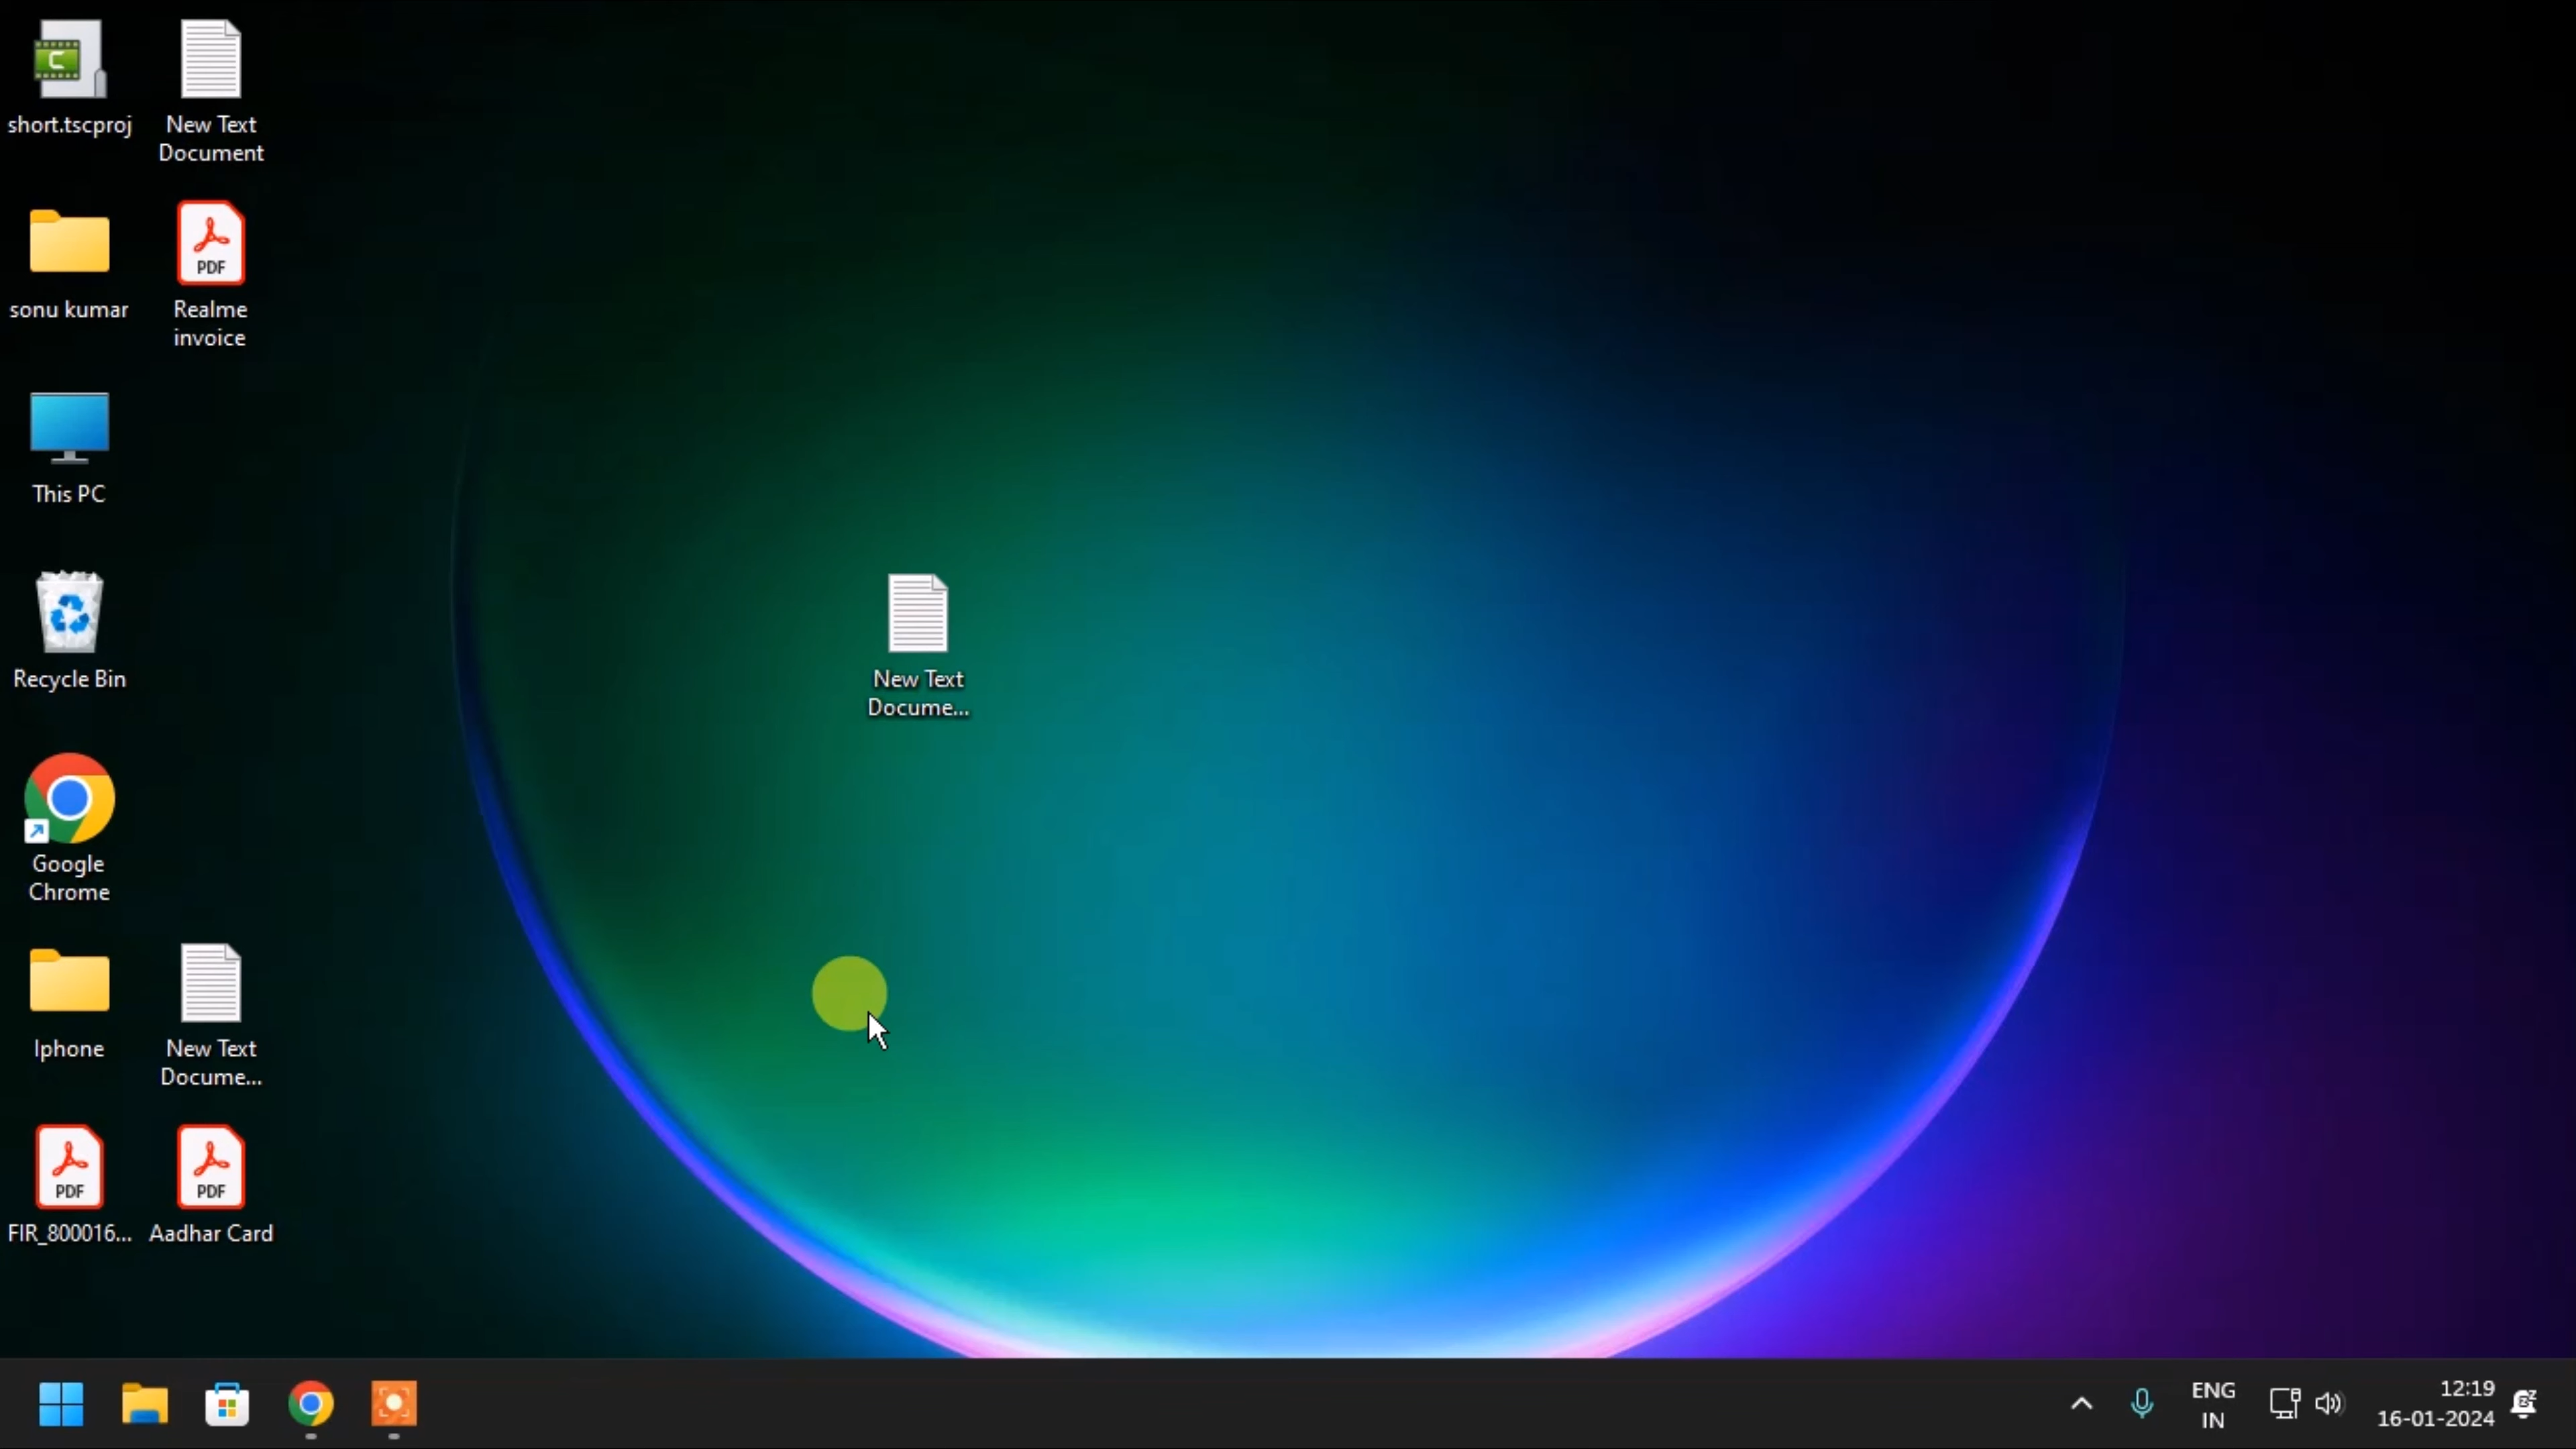 short.tscproj
New Text
Document
sonu kumar
Realme
invoice
This PC
Recycle Bin
New Text
Docume...
Google
Chrome
Iphone
New Text
Docume...
PDF
FIR_800016...
PDF
Aadhar Card
PDF
C
ENG
IN
12:19
16-01-2024